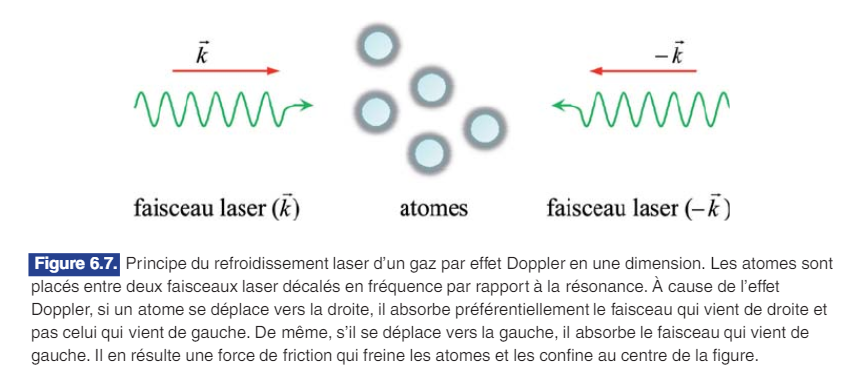 k⃗
−k⃗
faisceau laser (k⃗)
atomes
faisceau laser (−k⃗)
Figure 6.7. Principe du refroidissement laser d'un gaz par effet Doppler en une dimension. Les atomes sont
placés entre deux faisceaux laser décalés en fréquence par rapport à la résonance. À cause de l'effet
Doppler, si un atome se déplace vers la droite, il absorbe préférentiellement le faisceau qui vient de droite et
pas celui qui vient de gauche. De même, s'il se déplace vers la gauche, il absorbe le faisceau qui vient de
gauche. Il en résulte une force de friction qui freine les atomes et les confine au centre de la figure.